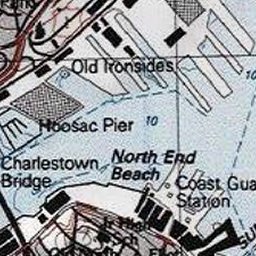 Old Ironsides
10
Hoosac Pier
10
Charlestown
Bridge
North End
Beach
Coast Gua
Station